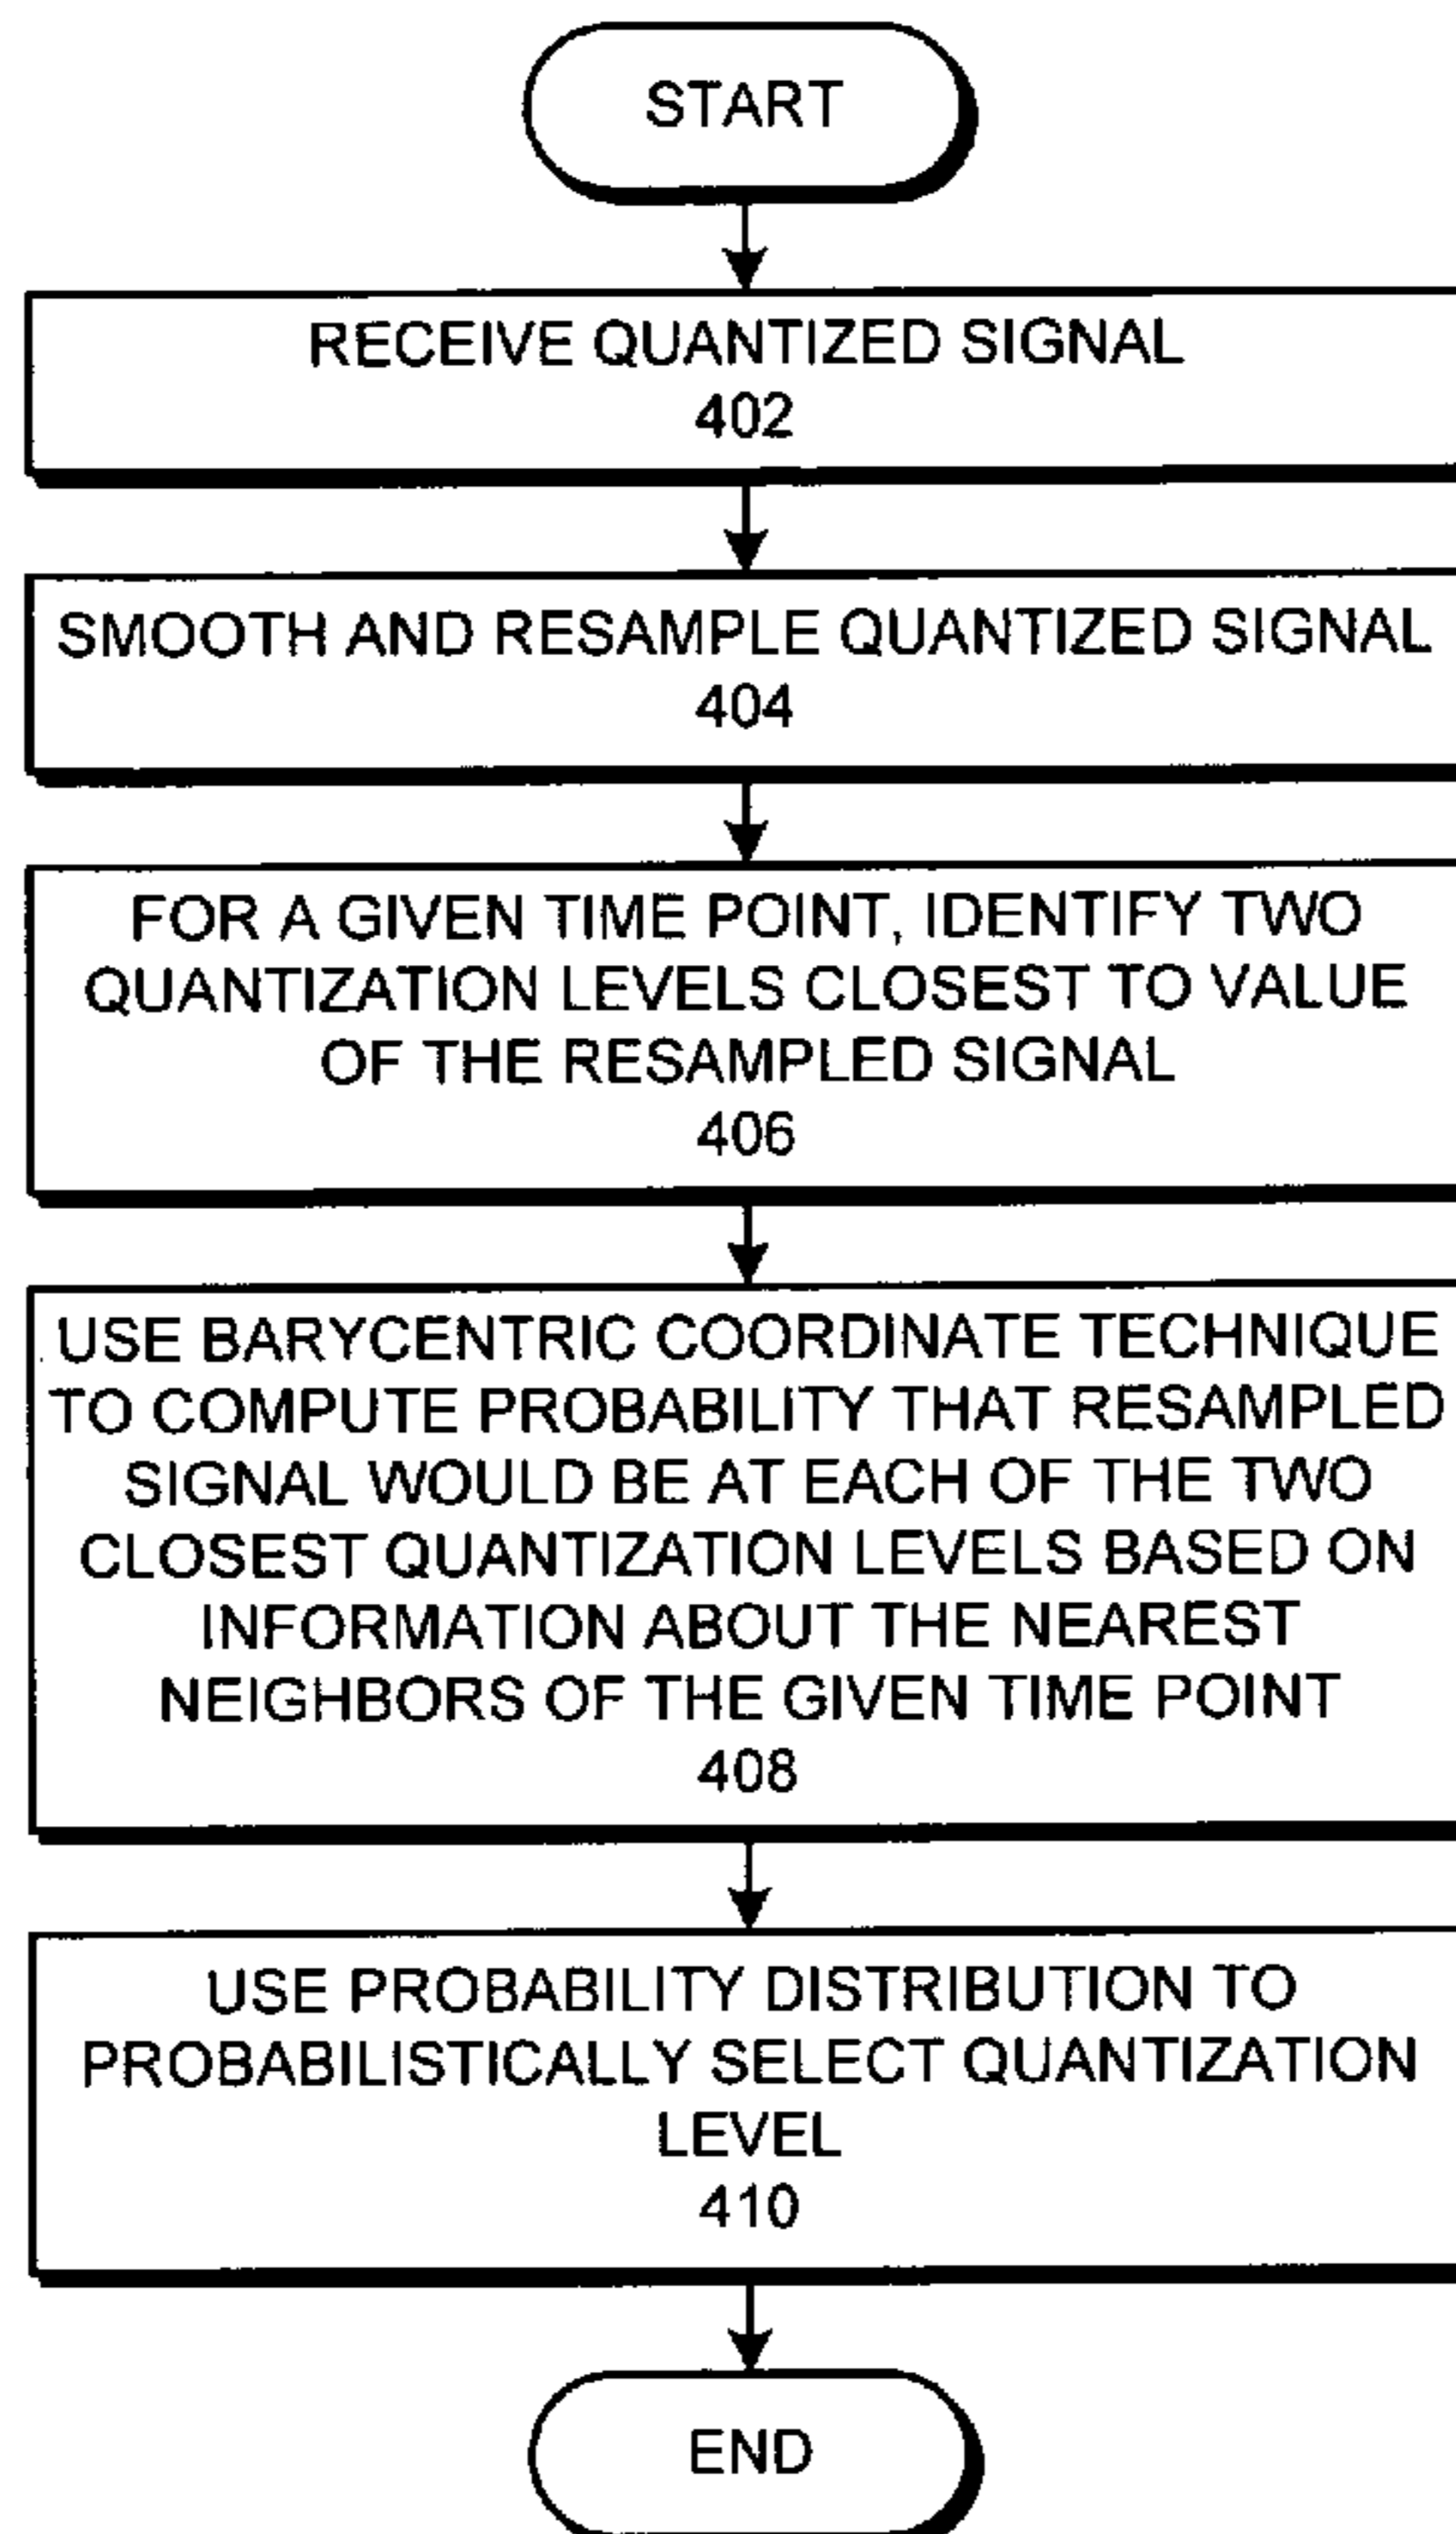 START
RECEIVE QUANTIZED SIGNAL
402
SMOOTH AND RESAMPLE QUANTIZED SIGNAL
404
FOR A GIVEN TIME POINT, IDENTIFY TWO
QUANTIZATION LEVELS CLOSEST TO VALUE
OF THE RESAMPLED SIGNAL
406
USE BARYCENTRIC COORDINATE TECHNIQUE
TO COMPUTE PROBABILITY THAT RESAMPLED
SIGNAL WOULD BE AT EACH OF THE TWO
CLOSEST QUANTIZATION LEVELS BASED ON
INFORMATION ABOUT THE NEAREST
NEIGHBORS OF THE GIVEN TIME POINT
408
USE PROBABILITY DISTRIBUTION TO
PROBABILISTICALLY SELECT QUANTIZATION
LEVEL
410
END